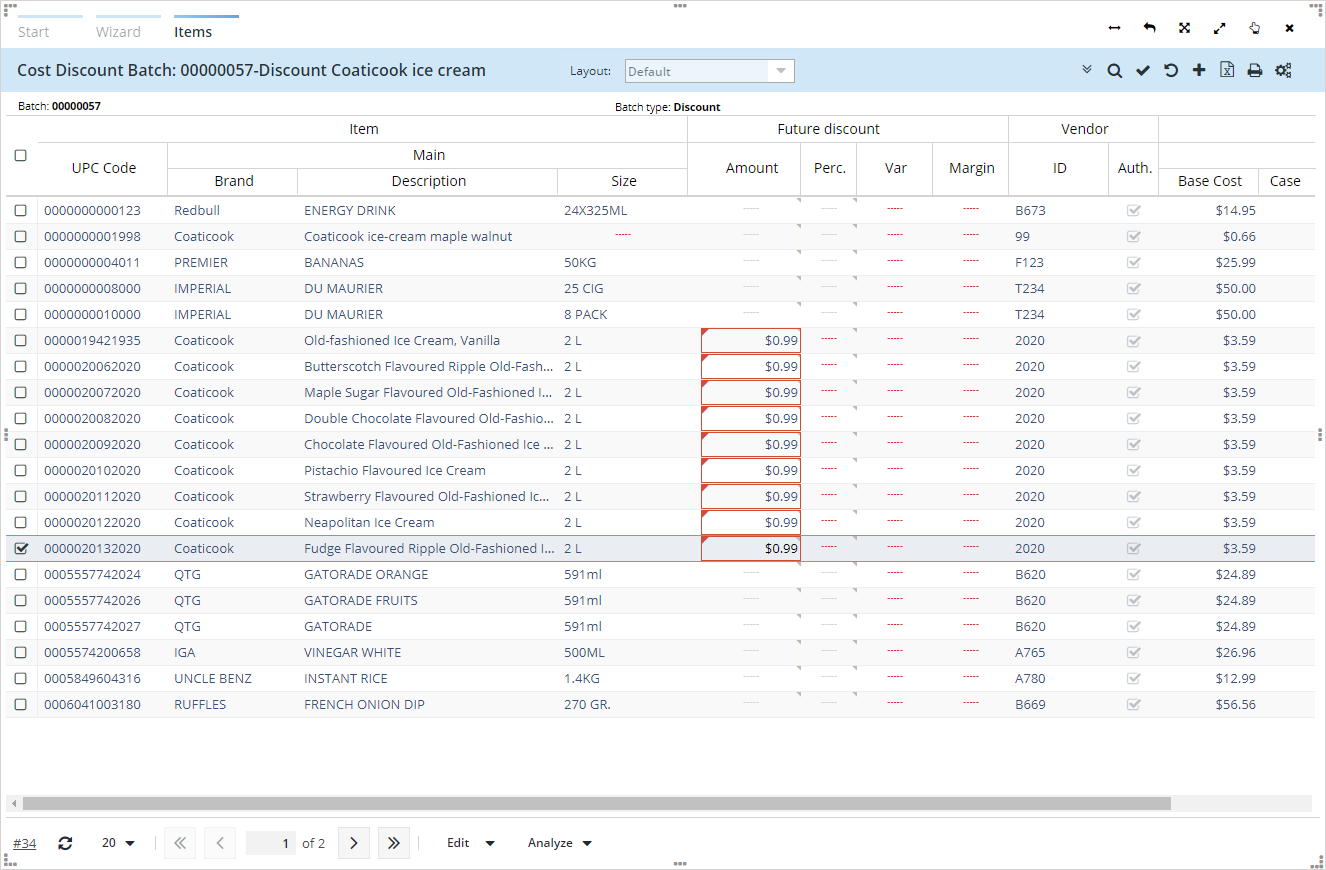 Start Wizard Items
Cost Discount Batch: 00000057-Discount Coaticook ice cream Layout: Default
Batch: 00000057 Batch type: Discount
Item Future discount Vendor
Main
UPC Code Amount Perc. Var Margin ID Auth.
Brand Description Size Base Cost Case
0000000000123 Redbull ENERGY DRINK 24X325ML ----- ----- ----- ----- B673 $14.95
0000000001998 Coaticook Coaticook ice-cream maple walnut ----- ----- ----- ----- ----- 99 $0.66
0000000004011 PREMIER BANANAS 50KG ----- ----- ----- ----- F123 $25.99
0000000008000 IMPERIAL DU MAURIER 25 CIG ----- ----- ----- ----- T234 $50.00
0000000010000 IMPERIAL DU MAURIER 8 PACK ----- ----- ----- ----- T234 $50.00
0000019421935 Coaticook Old-fashioned Ice Cream, Vanilla 2 L $0.99 ----- ----- ----- 2020 $3.59
0000020062020 Coaticook Butterscotch Flavoured Ripple Old-Fash... 2 L $0.99 ----- ----- ----- 2020 $3.59
0000020072020 Coaticook Maple Sugar Flavoured Old-Fashioned I... 2 L $0.99 ----- ----- ----- 2020 $3.59
0000020082020 Coaticook Double Chocolate Flavoured Old-Fashio... 2 L $0.99 ----- ----- ----- 2020 $3.59
0000020092020 Coaticook Chocolate Flavoured Old-Fashioned Ice ... 2 L $0.99 ----- ----- ----- 2020 $3.59
0000020102020 Coaticook Pistachio Flavoured Ice Cream 2 L $0.99 ----- ----- ----- 2020 $3.59
0000020112020 Coaticook Strawberry Flavoured Old-Fashioned Ic... 2 L $0.99 ----- ----- ----- 2020 $3.59
0000020122020 Coaticook Neapolitan Ice Cream 2 L $0.99 ----- ----- ----- 2020 $3.59
0000020132020 Coaticook Fudge Flavoured Ripple Old-Fashioned I... 2 L $0.99 ----- ----- ----- 2020 $3.59
0005557742024 QTG GATORADE ORANGE 591ml ----- ----- ----- ----- B620 $24.89
0005557742026 QTG GATORADE FRUITS 591ml ----- ----- ----- ----- B620 $24.89
0005557742027 QTG GATORADE 591ml ----- ----- ----- ----- B620 $24.89
0005574200658 IGA VINEGAR WHITE 500ML ----- ----- ----- ----- A765 $26.96
0005849604316 UNCLE BENZ INSTANT RICE 1.4KG ----- ----- ----- ----- A780 $12.99
0006041003180 RUFFLES FRENCH ONION DIP 270 GR. ----- ----- ----- ----- B669 $56.56
#34 20 1 of 2 Edit Analyze